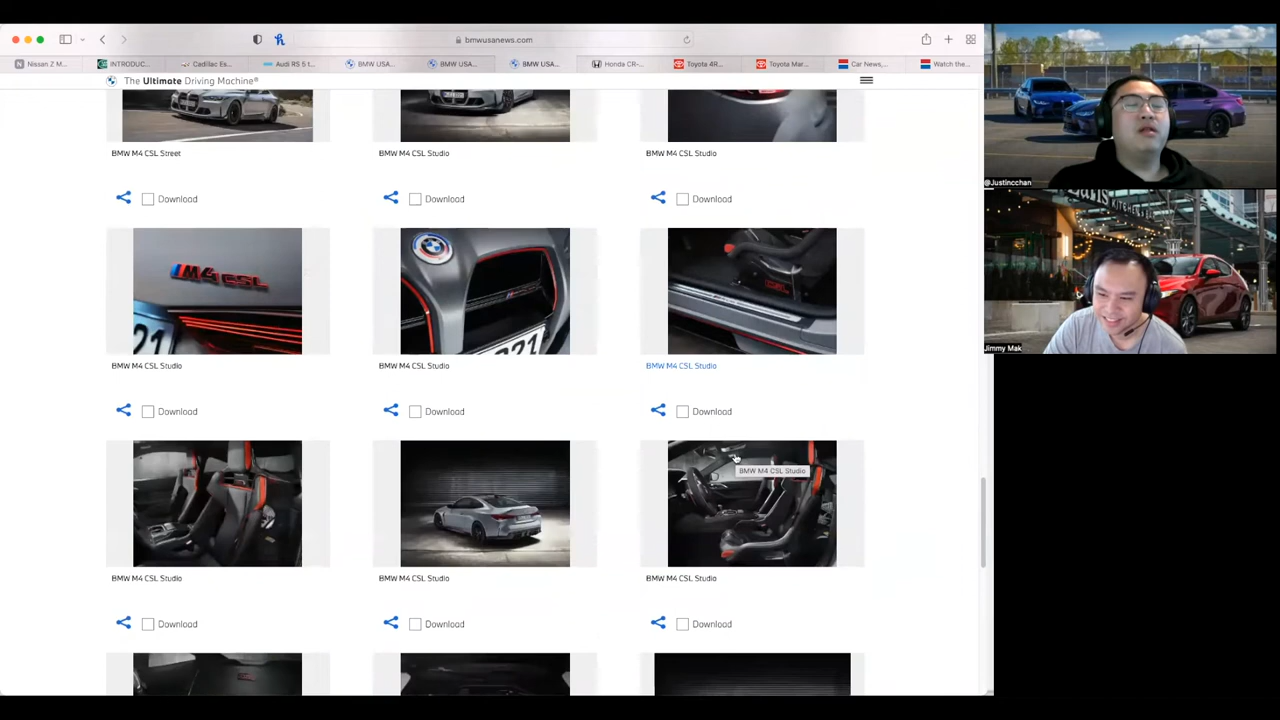 bmwusanews.com
Nissan Z M...
INTRODUC...
Cadillac Es...
Audi RS 5 t...
BMW USA...
BMW USA...
BMW USA...
Honda CR-...
Toyota 4R...
Toyota Mar...
Car News,...
Watch the...
The Ultimate Driving Machine®
BMW M4 CSL Street
BMW M4 CSL Studio
BMW M4 CSL Studio
Download
Download
Download
M4 CSL
BMW M4 CSL Studio
BMW M4 CSL Studio
BMW M4 CSL Studio
Download
Download
Download
BMW M4 CSL Studio
BMW M4 CSL Studio
BMW M4 CSL Studio
BMW M4 CSL Studio
Download
Download
Download
@Justincchan
KITCHEN
Jimmy Mak